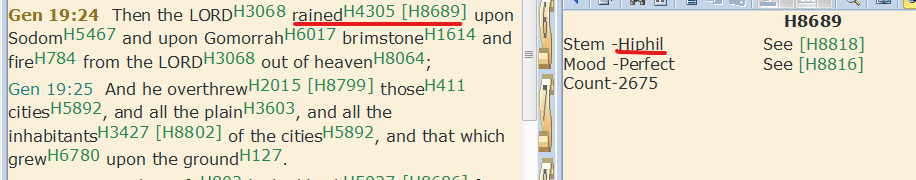 Gen 19:24 Then the LORDH3068 rainedH4305 [H8689] upon
SodomH5467 and upon GomorrahH6017 brimstoneH1614 and
fireH784 from the LORDH3068 out of heavenH8064;
Gen 19:25 And he overthrewH2015 [H8799] thoseH411
citiesH5892, and all the plainH3603, and all the
inhabitantsH3427 [H8802] of the citiesH5892, and that which
grewH6780 upon the groundH127.
H8689
Stem -Hiphil See [H8818]
Mood -Perfect See [H8816]
Count-2675